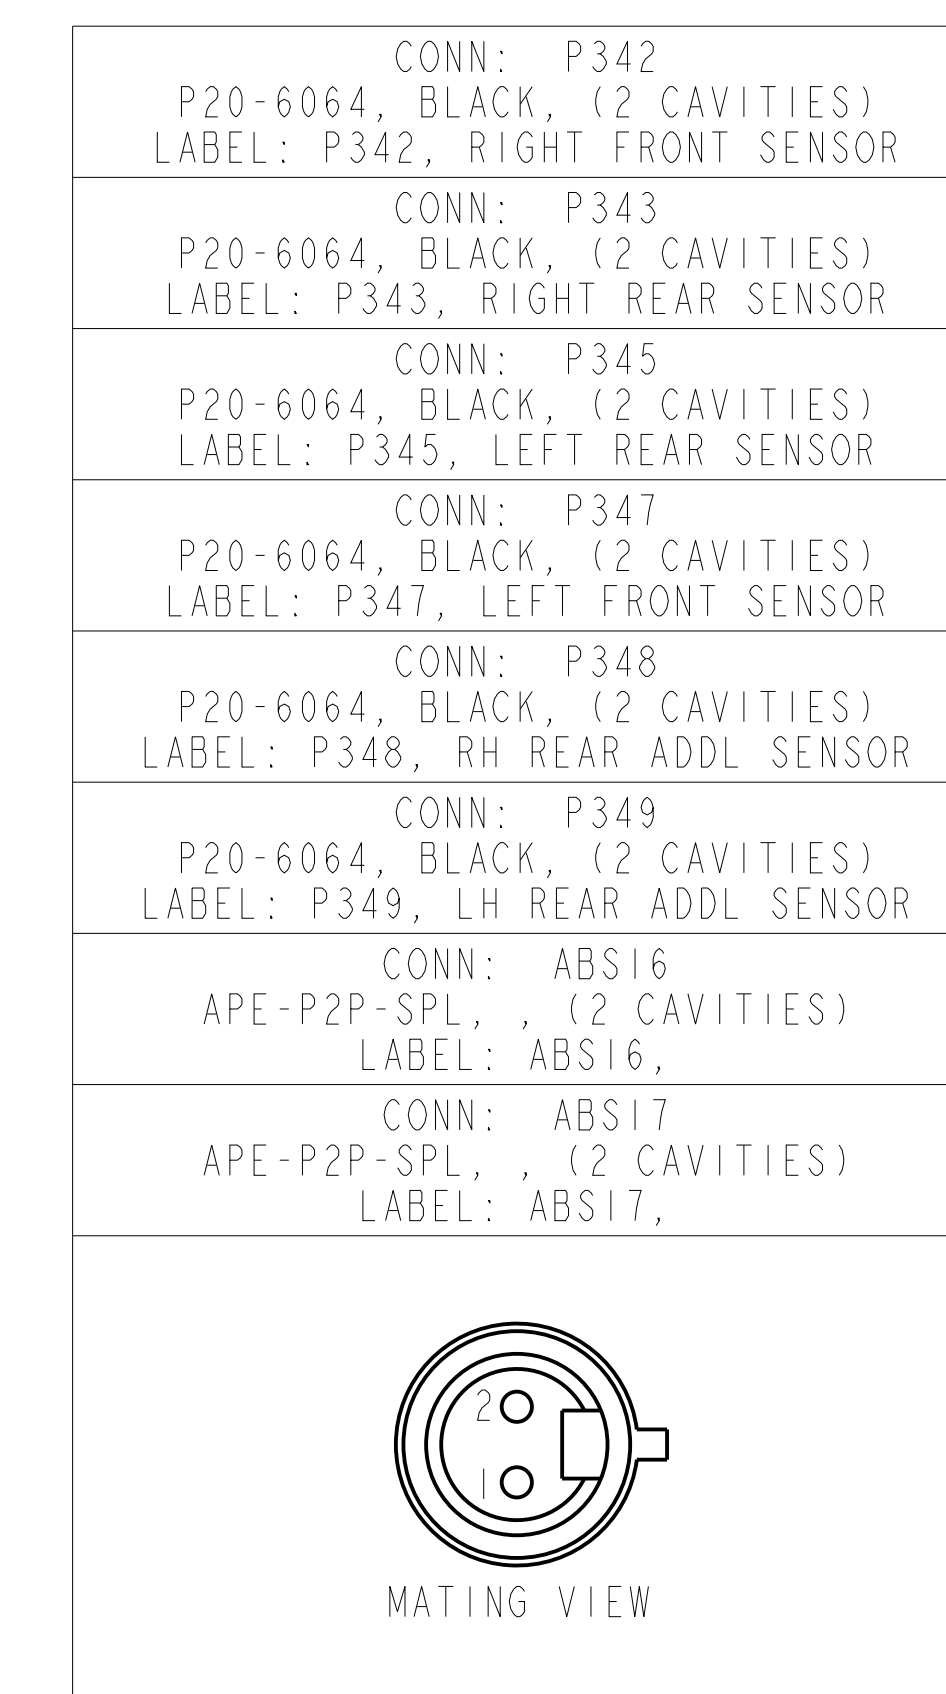 CONN: P342
P20-6064, BLACK, (2 CAVITIES)
LABEL: P342, RIGHT FRONT SENSOR
CONN: P343
P20-6064, BLACK, (2 CAVITIES)
LABEL: P343, RIGHT REAR SENSOR
CONN: P345
P20-6064, BLACK, (2 CAVITIES)
LABEL: P345, LEFT REAR SENSOR
CONN: P347
P20-6064, BLACK, (2 CAVITIES)
LABEL: P347, LEFT FRONT SENSOR
CONN: P348
P20-6064, BLACK, (2 CAVITIES)
LABEL: P348, RH REAR ADDL SENSOR
CONN: P349
P20-6064, BLACK, (2 CAVITIES)
LABEL: P349, LH REAR ADDL SENSOR
CONN: ABS16
APE-P2P-SPL, , (2 CAVITIES)
LABEL: ABS16,
CONN: ABS17
APE-P2P-SPL, , (2 CAVITIES)
LABEL: ABS17,
2
1
MATING VIEW